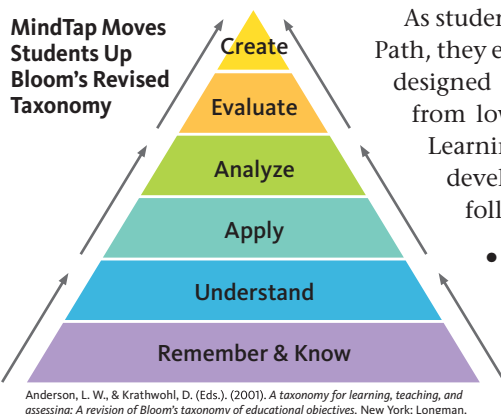 MindTap Moves
Students Up
Bloom's Revised
Taxonomy
Create
Evaluate
Analyze
Apply
Understand
Remember & Know
As studen
Path, they e
designed
from low
Learnin
devel
foll
•
Anderson, L. W., & Krathwohl, D. (Eds.). (2001). A taxonomy for learning, teaching, and
assessing: A revision of Bloom's taxonomy of educational objectives. New York: Longman.